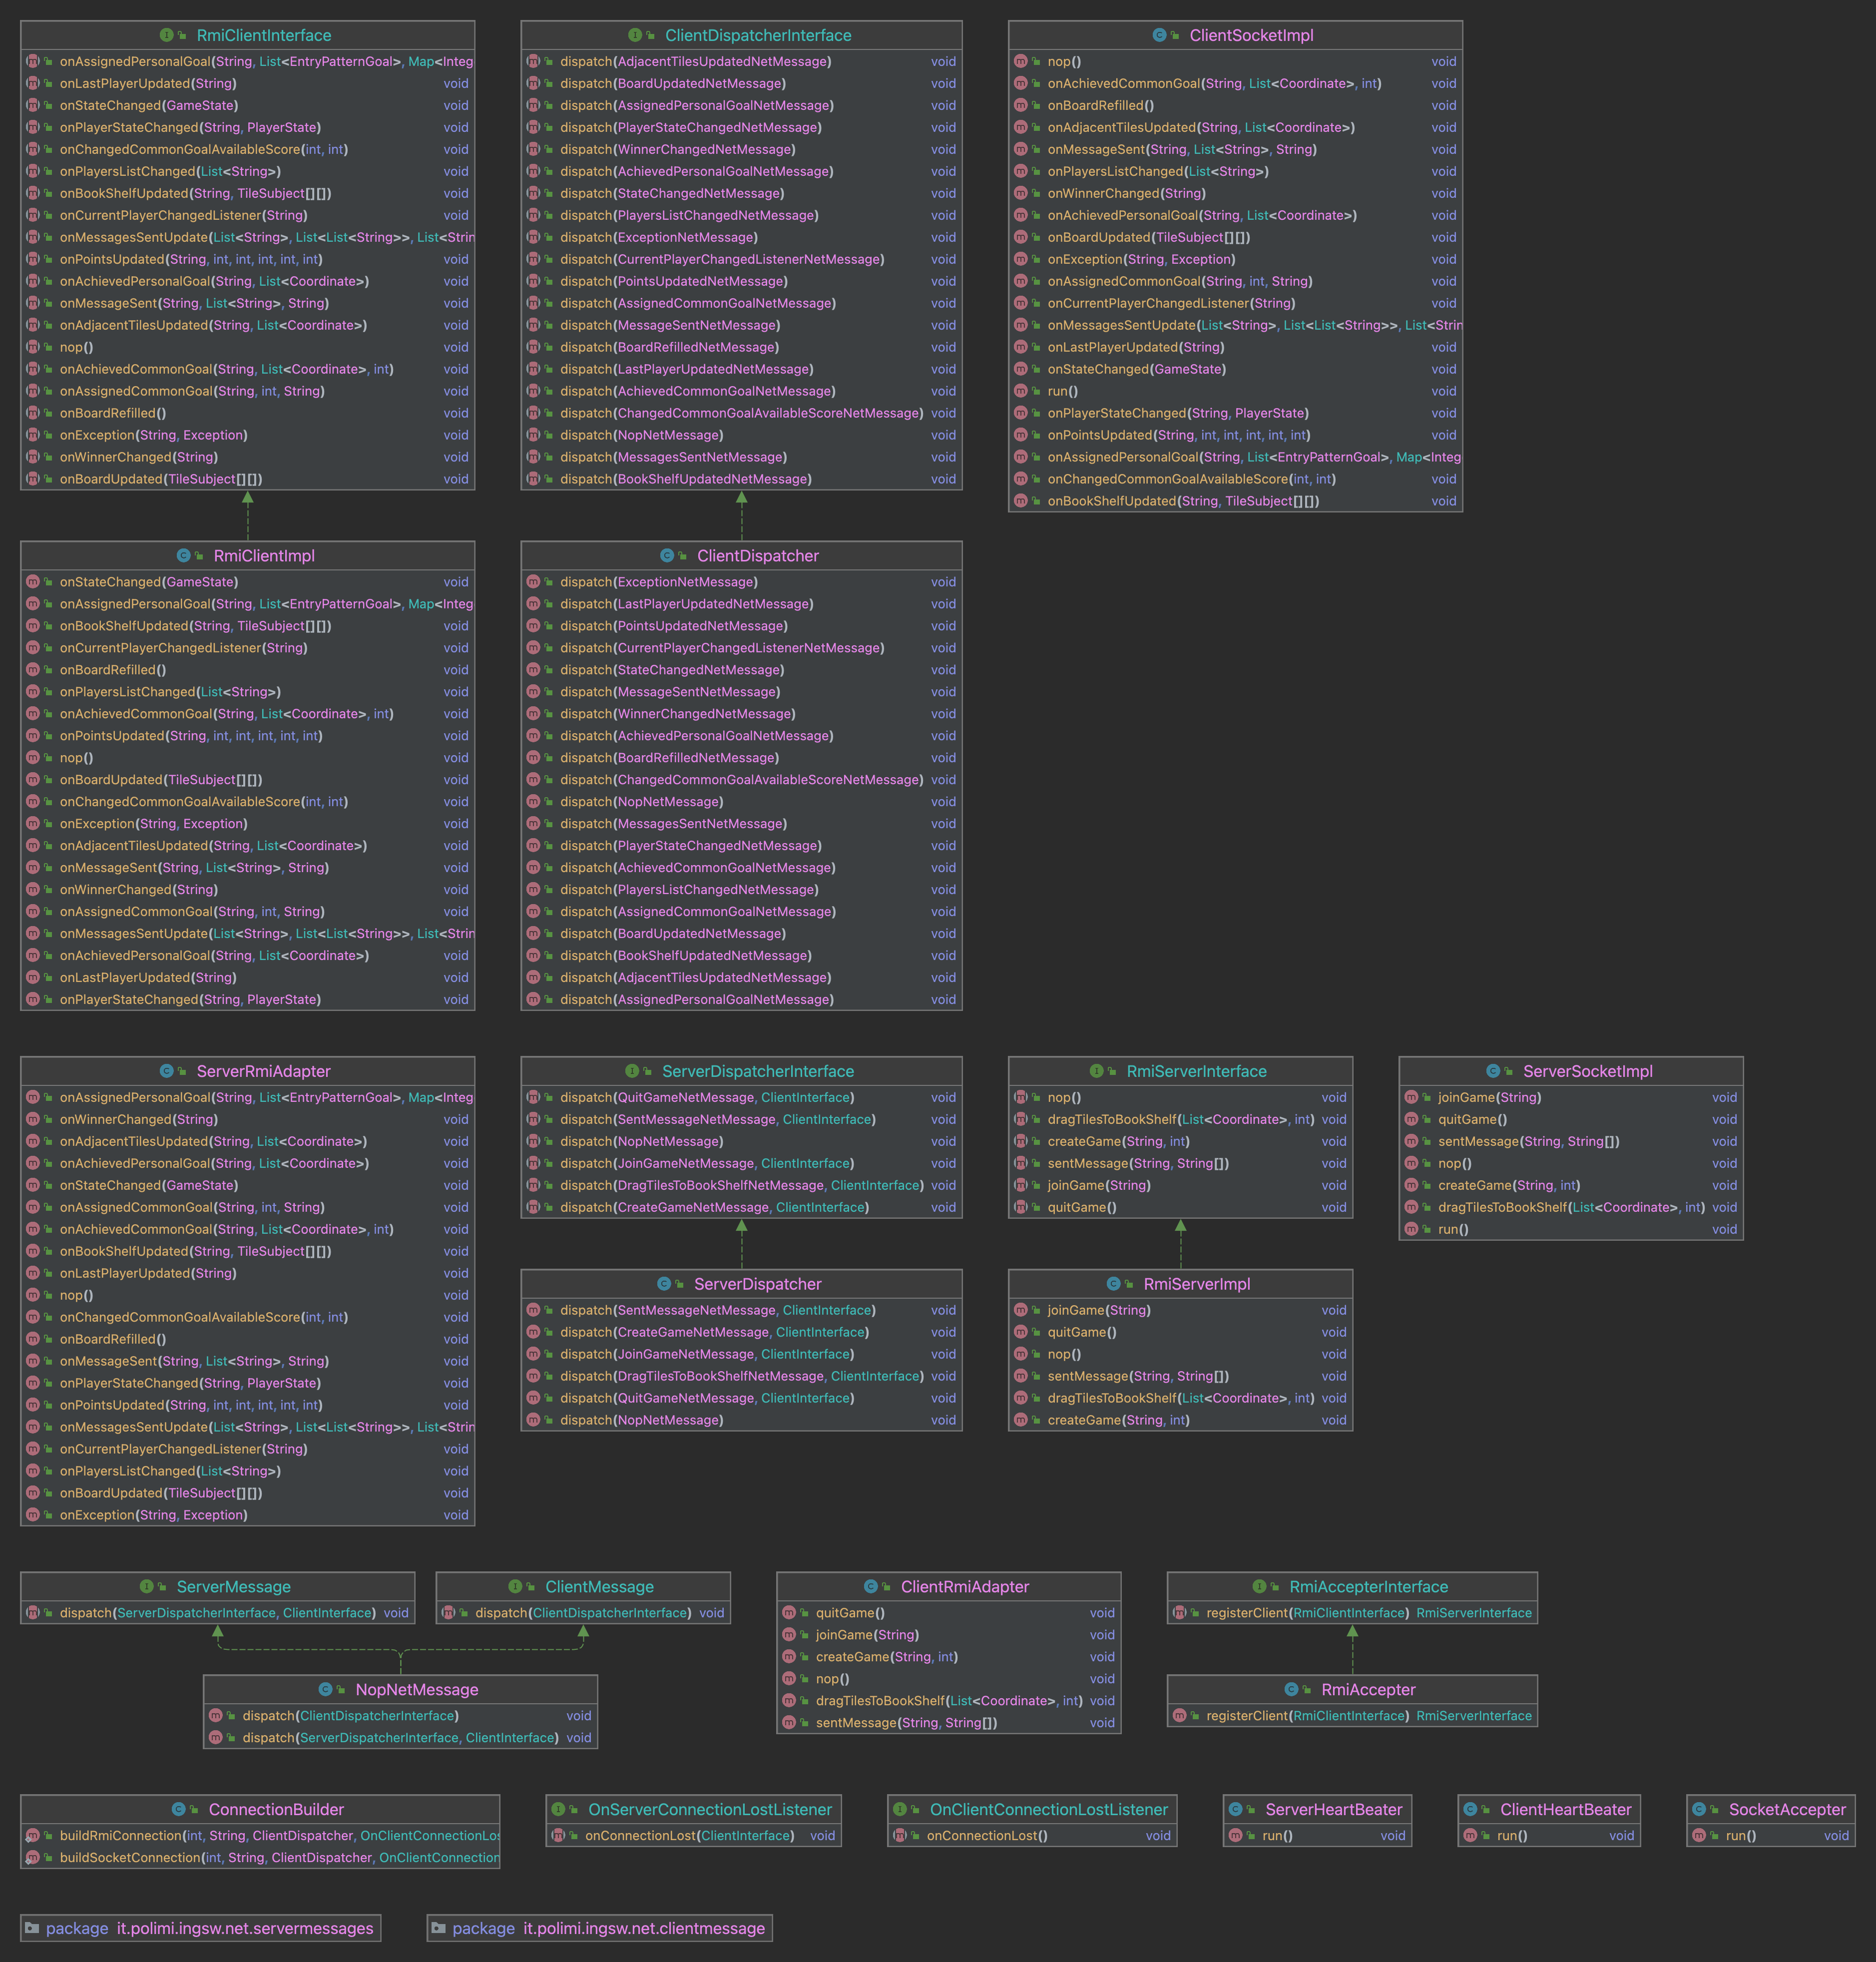 RmiClientInterface
onAssignedPersonalGoal(String, List<EntryPatternGoal>, Map<Integ
onLastPlayerUpdated(String) void
onStateChanged(GameState) void
onPlayerStateChanged(String, PlayerState) void
onChangedCommonGoalAvailableScore(int, int) void
onPlayersListChanged(List<String>) void
onBookShelfUpdated(String, TileSubject[][]) void
onCurrentPlayerChangedListener(String) void
onMessagesSentUpdate(List<String>, List<List<String>>, List<Strin
onPointsUpdated(String, int, int, int, int, int) void
onAchievedPersonalGoal(String, List<Coordinate>) void
onMessageSent(String, List<String>, String) void
onAdjacentTilesUpdated(String, List<Coordinate>) void
nop() void
onAchievedCommonGoal(String, List<Coordinate>, int) void
onAssignedCommonGoal(String, int, String) void
onBoardRefilled() void
onException(String, Exception) void
onWinnerChanged(String) void
onBoardUpdated(TileSubject[][]) void
ClientDispatcherInterface
dispatch(AdjacentTilesUpdatedNetMessage) void
dispatch(BoardUpdatedNetMessage) void
dispatch(AssignedPersonalGoalNetMessage) void
dispatch(PlayerStateChangedNetMessage) void
dispatch(WinnerChangedNetMessage) void
dispatch(AchievedPersonalGoalNetMessage) void
dispatch(StateChangedNetMessage) void
dispatch(PlayersListChangedNetMessage) void
dispatch(ExceptionNetMessage) void
dispatch(CurrentPlayerChangedListenerNetMessage) void
dispatch(PointsUpdatedNetMessage) void
dispatch(AssignedCommonGoalNetMessage) void
dispatch(MessageSentNetMessage) void
dispatch(BoardRefilledNetMessage) void
dispatch(LastPlayerUpdatedNetMessage) void
dispatch(AchievedCommonGoalNetMessage) void
dispatch(ChangedCommonGoalAvailableScoreNetMessage) void
dispatch(NopNetMessage) void
dispatch(MessagesSentNetMessage) void
dispatch(BookShelfUpdatedNetMessage) void
ClientSocketImpl
nop() void
onAchievedCommonGoal(String, List<Coordinate>, int) void
onBoardRefilled() void
onAdjacentTilesUpdated(String, List<Coordinate>) void
onMessageSent(String, List<String>, String) void
onPlayersListChanged(List<String>) void
onWinnerChanged(String) void
onAchievedPersonalGoal(String, List<Coordinate>) void
onBoardUpdated(TileSubject[][]) void
onException(String, Exception) void
onAssignedCommonGoal(String, int, String) void
onCurrentPlayerChangedListener(String) void
onMessagesSentUpdate(List<String>, List<List<String>>, List<Strin
onLastPlayerUpdated(String) void
onStateChanged(GameState) void
run() void
onPlayerStateChanged(String, PlayerState) void
onPointsUpdated(String, int, int, int, int, int) void
onAssignedPersonalGoal(String, List<EntryPatternGoal>, Map<Integ
onChangedCommonGoalAvailableScore(int, int) void
onBookShelfUpdated(String, TileSubject[][]) void
RmiClientImpl
onStateChanged(GameState) void
onAssignedPersonalGoal(String, List<EntryPatternGoal>, Map<Integ
onBookShelfUpdated(String, TileSubject[][]) void
onCurrentPlayerChangedListener(String) void
onBoardRefilled() void
onPlayersListChanged(List<String>) void
onAchievedCommonGoal(String, List<Coordinate>, int) void
onPointsUpdated(String, int, int, int, int, int) void
nop() void
onBoardUpdated(TileSubject[][]) void
onChangedCommonGoalAvailableScore(int, int) void
onException(String, Exception) void
onAdjacentTilesUpdated(String, List<Coordinate>) void
onMessageSent(String, List<String>, String) void
onWinnerChanged(String) void
onAssignedCommonGoal(String, int, String) void
onMessagesSentUpdate(List<String>, List<List<String>>, List<Strin
onAchievedPersonalGoal(String, List<Coordinate>) void
onLastPlayerUpdated(String) void
onPlayerStateChanged(String, PlayerState) void
ClientDispatcher
dispatch(ExceptionNetMessage) void
dispatch(LastPlayerUpdatedNetMessage) void
dispatch(PointsUpdatedNetMessage) void
dispatch(CurrentPlayerChangedListenerNetMessage) void
dispatch(StateChangedNetMessage) void
dispatch(MessageSentNetMessage) void
dispatch(WinnerChangedNetMessage) void
dispatch(AchievedPersonalGoalNetMessage) void
dispatch(BoardRefilledNetMessage) void
dispatch(ChangedCommonGoalAvailableScoreNetMessage) void
dispatch(NopNetMessage) void
dispatch(MessagesSentNetMessage) void
dispatch(PlayerStateChangedNetMessage) void
dispatch(AchievedCommonGoalNetMessage) void
dispatch(PlayersListChangedNetMessage) void
dispatch(AssignedCommonGoalNetMessage) void
dispatch(BoardUpdatedNetMessage) void
dispatch(BookShelfUpdatedNetMessage) void
dispatch(AdjacentTilesUpdatedNetMessage) void
dispatch(AssignedPersonalGoalNetMessage) void
ServerRmiAdapter
onAssignedPersonalGoal(String, List<EntryPatternGoal>, Map<Integ
onWinnerChanged(String) void
onAdjacentTilesUpdated(String, List<Coordinate>) void
onAchievedPersonalGoal(String, List<Coordinate>) void
onStateChanged(GameState) void
onAssignedCommonGoal(String, int, String) void
onAchievedCommonGoal(String, List<Coordinate>, int) void
onBookShelfUpdated(String, TileSubject[][]) void
onLastPlayerUpdated(String) void
nop() void
onChangedCommonGoalAvailableScore(int, int) void
onBoardRefilled() void
onMessageSent(String, List<String>, String) void
onPlayerStateChanged(String, PlayerState) void
onPointsUpdated(String, int, int, int, int, int) void
onMessagesSentUpdate(List<String>, List<List<String>>, List<Strin
onCurrentPlayerChangedListener(String) void
onPlayersListChanged(List<String>) void
onBoardUpdated(TileSubject[][]) void
onException(String, Exception) void
ServerDispatcherInterface
dispatch(QuitGameNetMessage, ClientInterface) void
dispatch(SentMessageNetMessage, ClientInterface) void
dispatch(NopNetMessage) void
dispatch(JoinGameNetMessage, ClientInterface) void
dispatch(DragTilesToBookShelfNetMessage, ClientInterface) void
dispatch(CreateGameNetMessage, ClientInterface) void
RmiServerInterface
nop() void
dragTilesToBookShelf(List<Coordinate>, int) void
createGame(String, int) void
sentMessage(String, String[]) void
joinGame(String) void
quitGame() void
ServerSocketImpl
joinGame(String) void
quitGame() void
sentMessage(String, String[]) void
nop() void
createGame(String, int) void
dragTilesToBookShelf(List<Coordinate>, int) void
run() void
ServerDispatcher
dispatch(SentMessageNetMessage, ClientInterface) void
dispatch(CreateGameNetMessage, ClientInterface) void
dispatch(JoinGameNetMessage, ClientInterface) void
dispatch(DragTilesToBookShelfNetMessage, ClientInterface) void
dispatch(QuitGameNetMessage, ClientInterface) void
dispatch(NopNetMessage) void
RmiServerImpl
joinGame(String) void
quitGame() void
nop() void
sentMessage(String, String[]) void
dragTilesToBookShelf(List<Coordinate>, int) void
createGame(String, int) void
ServerMessage
dispatch(ServerDispatcherInterface, ClientInterface) void
ClientMessage
dispatch(ClientDispatcherInterface) void
ClientRmiAdapter
quitGame() void
joinGame(String) void
createGame(String, int) void
nop() void
dragTilesToBookShelf(List<Coordinate>, int) void
sentMessage(String, String[]) void
RmiAccepterInterface
registerClient(RmiClientInterface) RmiServerInterface
NopNetMessage
dispatch(ClientDispatcherInterface) void
dispatch(ServerDispatcherInterface, ClientInterface) void
RmiAccepter
registerClient(RmiClientInterface) RmiServerInterface
ConnectionBuilder
buildRmiConnection(int, String, ClientDispatcher, OnClientConnectionLos
buildSocketConnection(int, String, ClientDispatcher, OnClientConnection
OnServerConnectionLostListener
onConnectionLost(ClientInterface) void
OnClientConnectionLostListener
onConnectionLost() void
ServerHeartBeater
run() void
ClientHeartBeater
run() void
SocketAccepter
run() void
package it.polimi.ingsw.net.servermessages
package it.polimi.ingsw.net.clientmessage